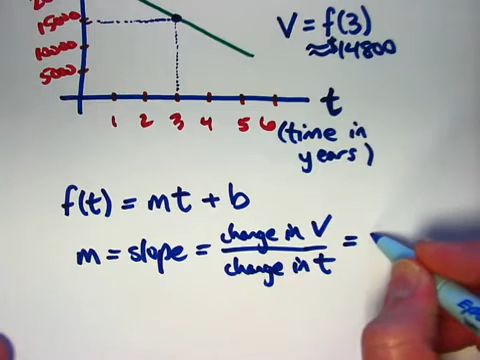 15000
10000
5000
V = f(3)
≈$14800
1 2 3 4 5 6
t
(time in
years)
f(t) = mt + b
m = slope = change in V / change in t =